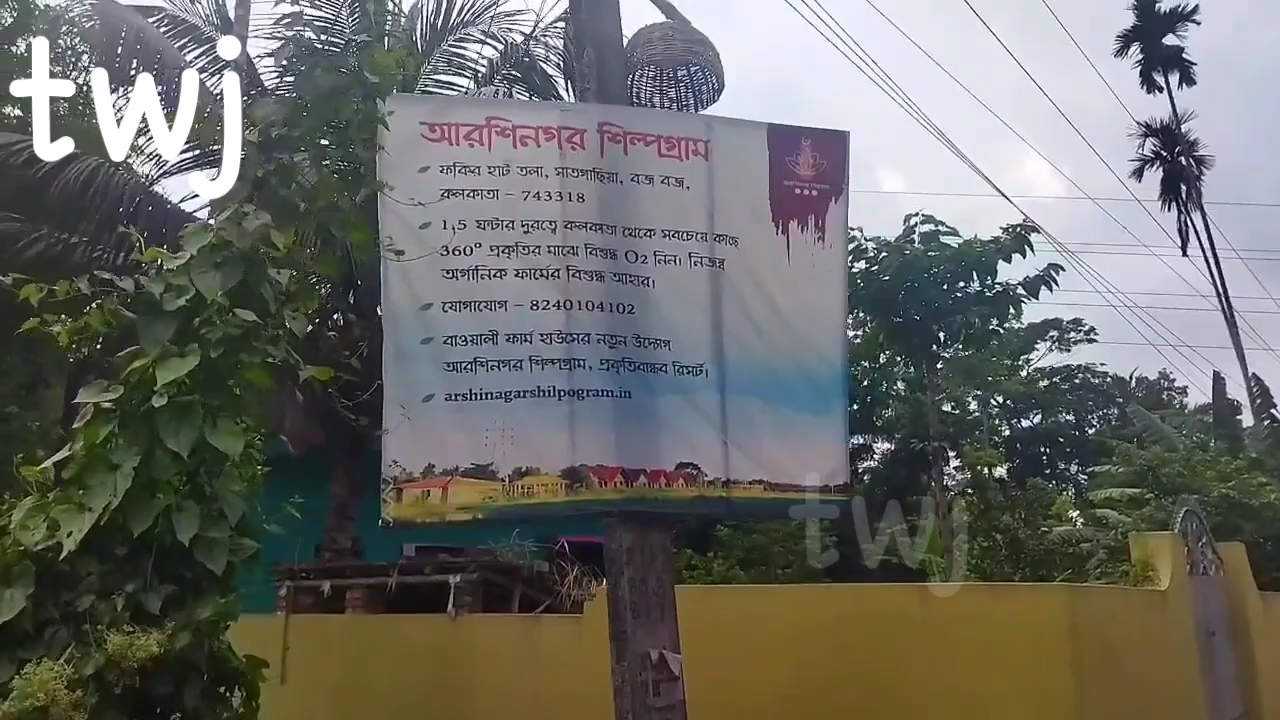 twj
আরশিনগর শিল্পগ্রাম
ফকির হাট তলা, সাতগাছিয়া, বজ বজ,
কলকাতা – 743318
1.5 ঘন্টার দুরত্বে কলকাতা থেকে সবচেয়ে কাছে
360° প্রকৃতির মাঝে বিশুদ্ধ O2 নিন। নিজস্ব
অর্গানিক ফার্মের বিশুদ্ধ আহার।
যোগাযোগ – 8240104102
বাওয়ালী ফার্ম হাউসের নতুন উদ্যোগ
আরশিনগর শিল্পগ্রাম, প্রকৃতিবান্ধব রিসর্ট।
arshinagarshilpogram.in
twj